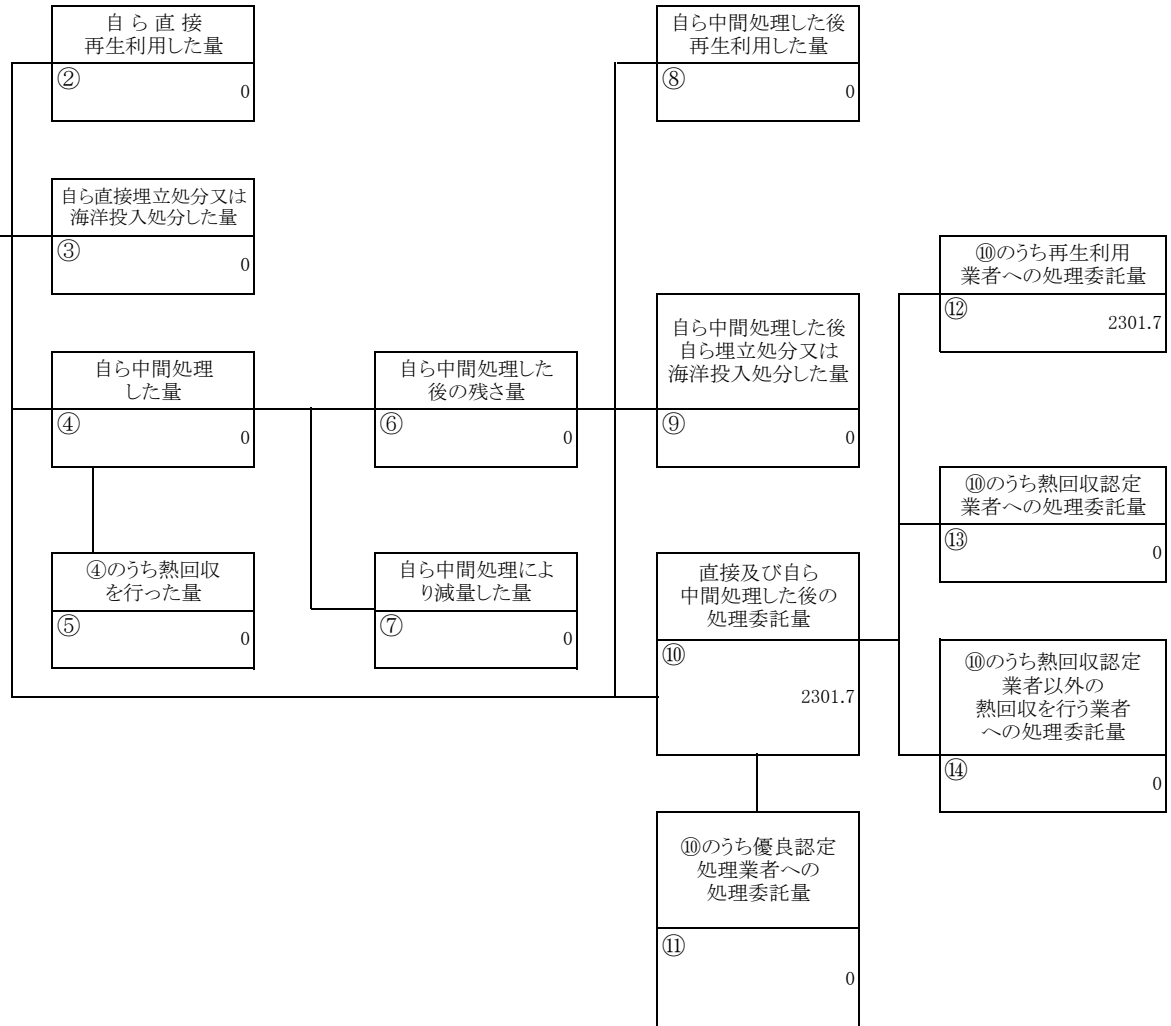 自 ら 直 接
再生利用した量
②
0
自ら直接埋立処分又は
海洋投入処分した量
③
0
自ら中間処理
した量
④
0
④のうち熱回収
を行った量
⑤
0
自ら中間処理した
後の残さ量
⑥
0
自ら中間処理によ
り減量した量
⑦
0
自ら中間処理した後
再生利用した量
⑧
0
自ら中間処理した後
自ら埋立処分又は
海洋投入処分した量
⑨
0
直接及び自ら
中間処理した後の
処理委託量
⑩
2301.7
⑩のうち優良認定
処理業者への
処理委託量
⑪
0
⑩のうち再生利用
業者への処理委託量
⑫
2301.7
⑩のうち熱回収認定
業者への処理委託量
⑬
0
⑩のうち熱回収認定
業者以外の
熱回収を行う業者
への処理委託量
⑭
0